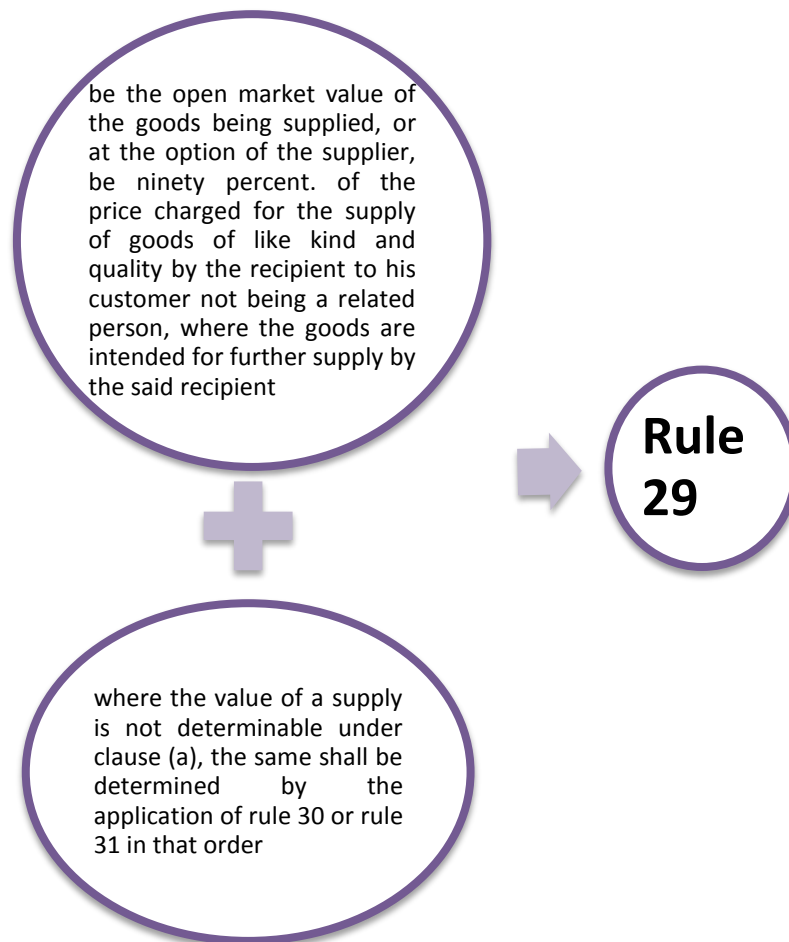 be the open market value of
the goods being supplied, or
at the option of the supplier,
be ninety percent. of the
price charged for the supply
of goods of like kind and
quality by the recipient to his
customer not being a related
person, where the goods are
intended for further supply by
the said recipient
Rule
29
where the value of a supply
is not determinable under
clause (a), the same shall be
determined by the
application of rule 30 or rule
31 in that order